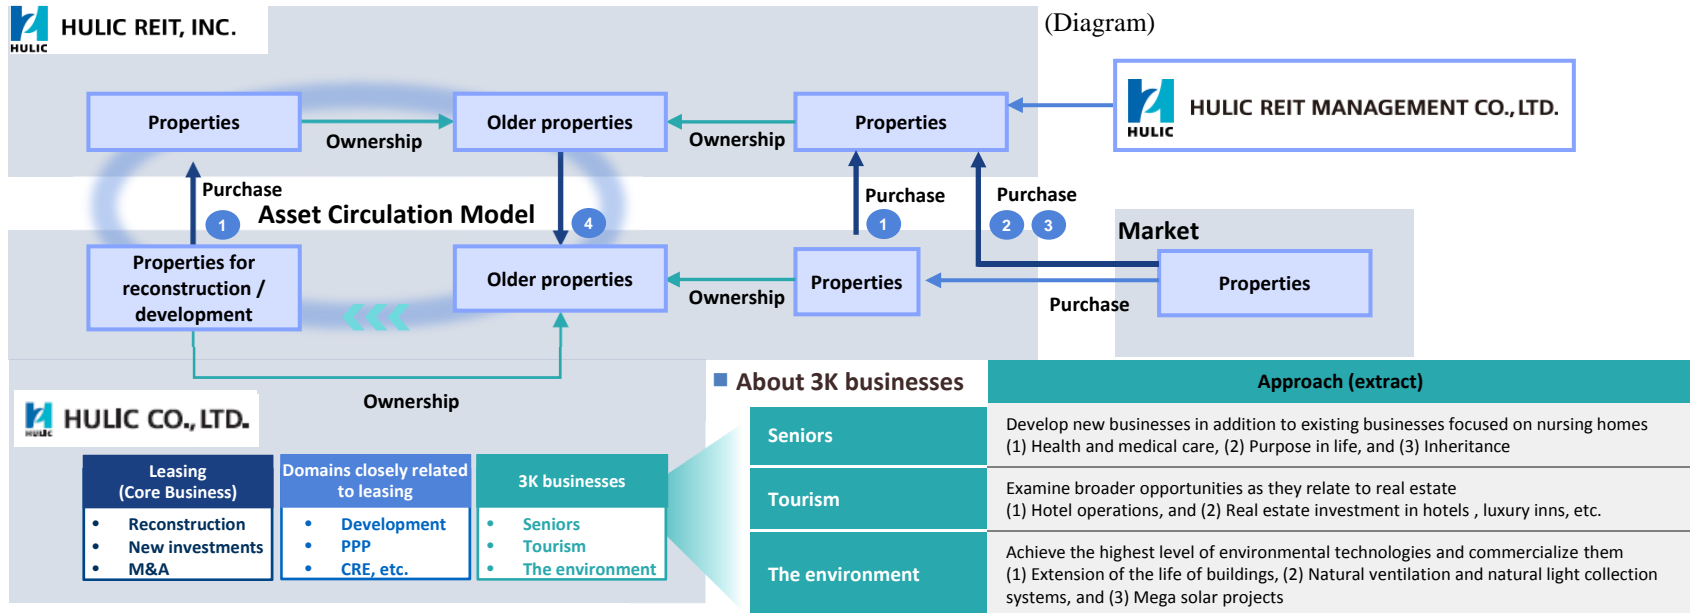 HULIC
HULIC REIT, INC.
(Diagram)
Properties
Ownership
Older properties
Ownership
Properties
HULIC
HULIC REIT MANAGEMENT CO., LTD.
Purchase
1
Asset Circulation Model
4
Purchase
1
Purchase
2
3
Market
Properties for
reconstruction /
development
Older properties
Ownership
Properties
Purchase
Properties
Ownership
HULIC
HULIC CO., LTD.
Leasing
(Core Business)
• Reconstruction
• New investments
• M&A
Domains closely related
to leasing
• Development
• PPP
• CRE, etc.
3K businesses
• Seniors
• Tourism
• The environment
■ About 3K businesses
Approach (extract)
Seniors
Develop new businesses in addition to existing businesses focused on nursing homes
(1) Health and medical care, (2) Purpose in life, and (3) Inheritance
Tourism
Examine broader opportunities as they relate to real estate
(1) Hotel operations, and (2) Real estate investment in hotels , luxury inns, etc.
The environment
Achieve the highest level of environmental technologies and commercialize them
(1) Extension of the life of buildings, (2) Natural ventilation and natural light collection
systems, and (3) Mega solar projects